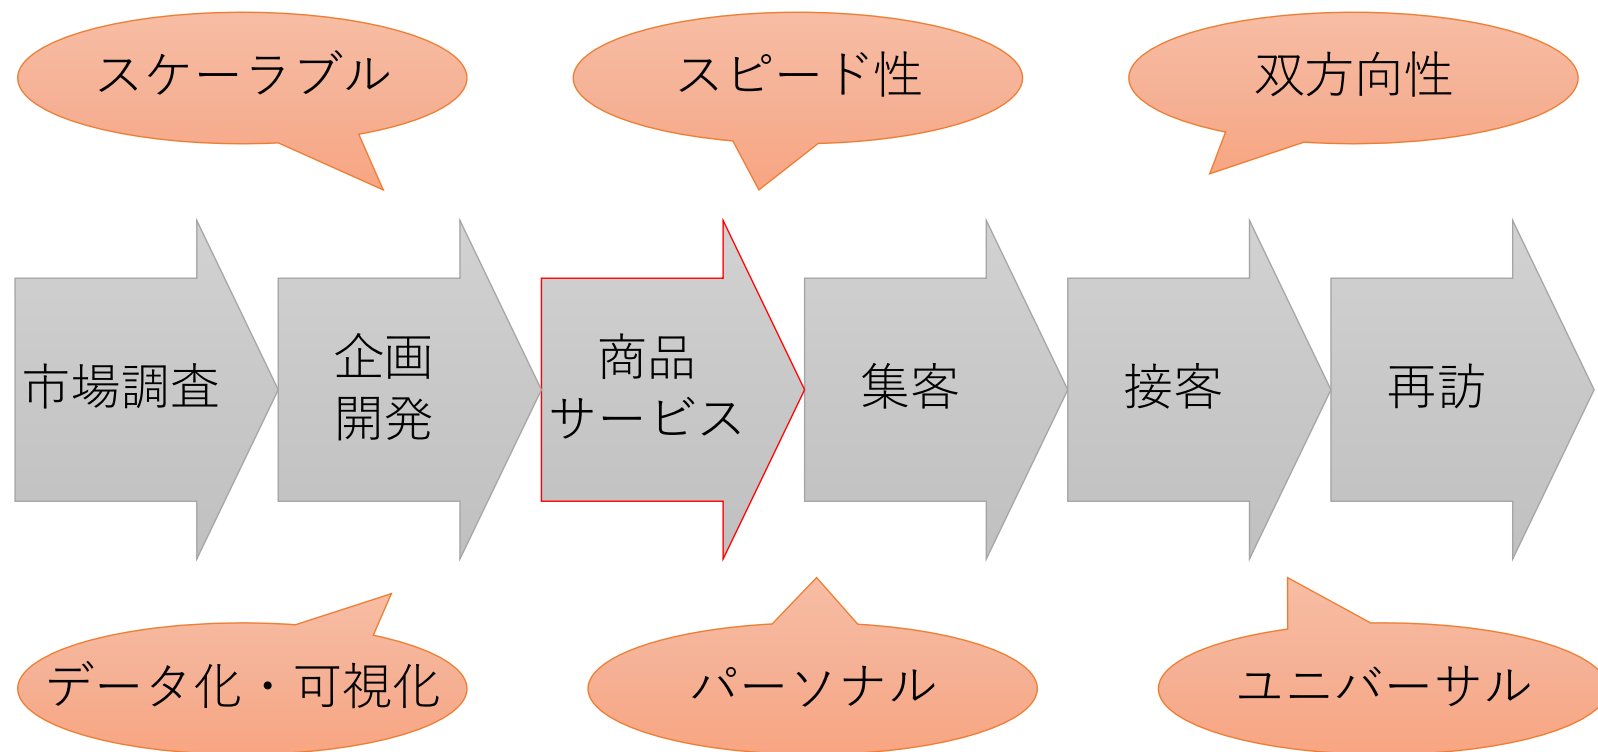 スケーラブル
スピード性
双方向性
市場調査
企画
開発
商品
サービス
集客
接客
再訪
データ化・可視化
パーソナル
ユニバーサル